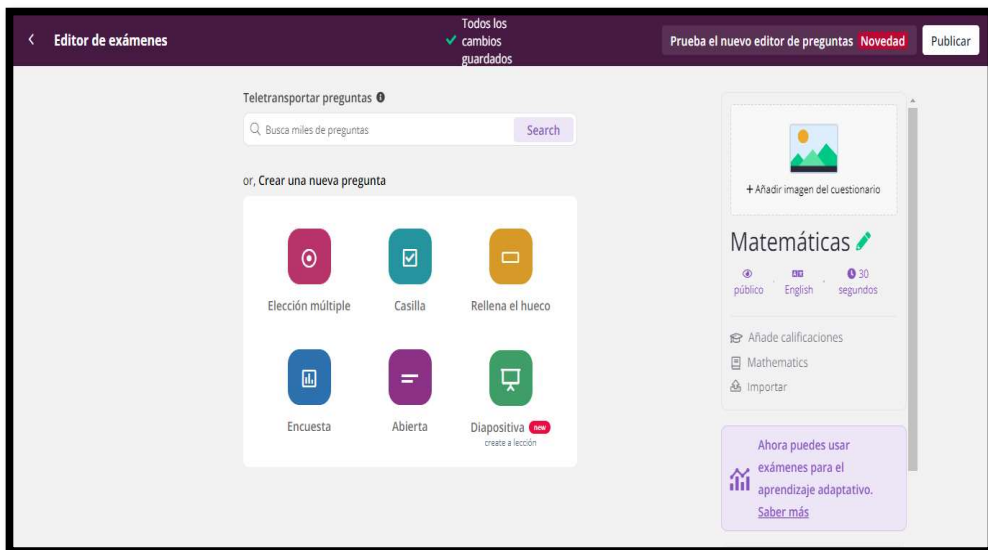 Editor de exámenes
Todos los
cambios
guardados
Prueba el nuevo editor de preguntas Novedad
Publicar
Teletransportar preguntas
Busca miles de preguntas
Search
or, Crear una nueva pregunta
Elección múltiple
Casilla
Rellena el hueco
Encuesta
Abierta
Diapositiva new
create a lección
+ Añadir imagen del cuestionario
Matemáticas
público
English
30
segundos
Añade calificaciones
Mathematics
Importar
Ahora puedes usar
exámenes para el
aprendizaje adaptativo.
Saber más